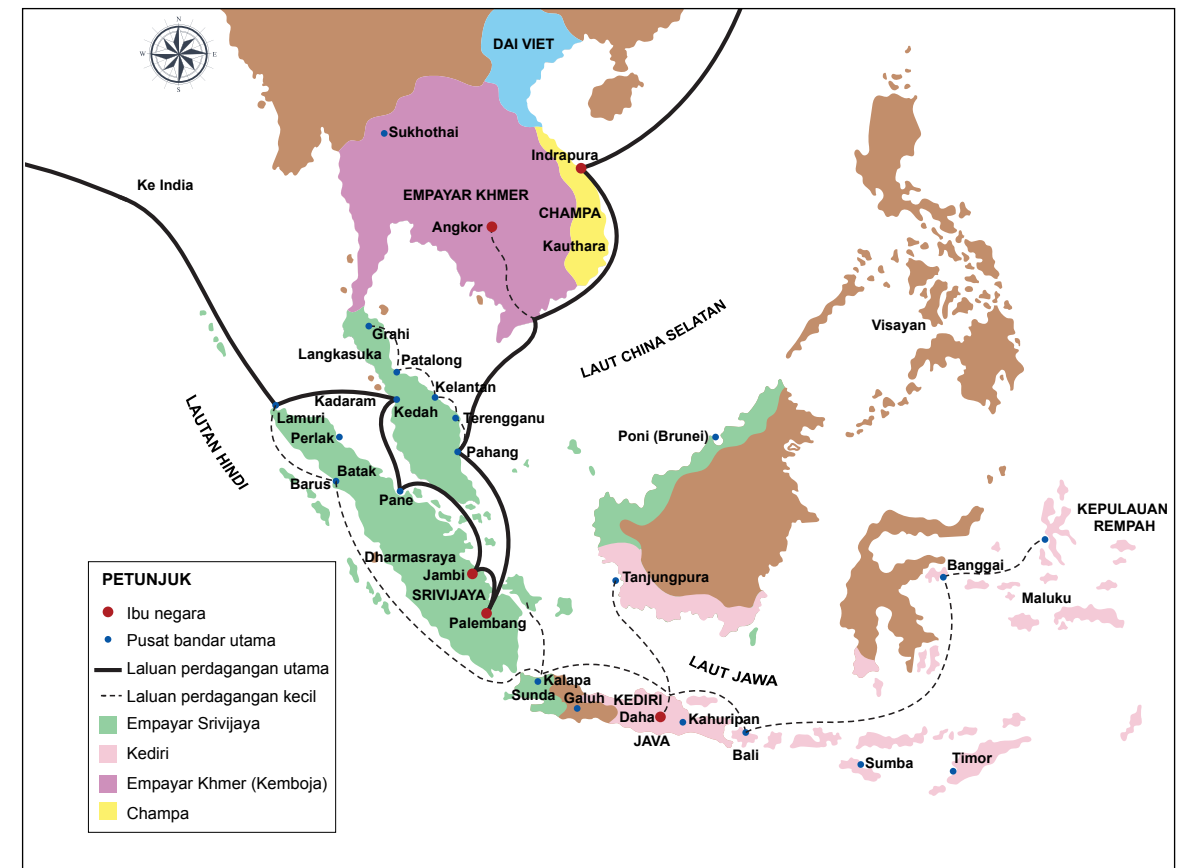 N
W
E
S
DAI VIET
Sukhothai
Indrapura
Ke India
EMPAYAR KHMER
CHAMPA
Angkor
Kauthara
LAUT CHINA SELATAN
Visayan
Grahi
Langkasuka
Patalong
Kelantan
Kadaram
Kedah
Lamuri
Terengganu
LAUTAN HINDI
Perlak
Poni (Brunei)
Pahang
Batak
Barus
Pane
KEPULAUAN
REMPAH
Dharmasraya
Jambi
Banggai
Tanjungpura
SRIVIJAYA
Maluku
Palembang
LAUT JAWA
Kalapa
Sunda
Galuh
KEDIRI
Daha
Kahuripan
JAVA
Bali
Sumba
Timor
PETUNJUK
Ibu negara
Pusat bandar utama
Laluan perdagangan utama
Laluan perdagangan kecil
Empayar Srivijaya
Kediri
Empayar Khmer (Kemboja)
Champa